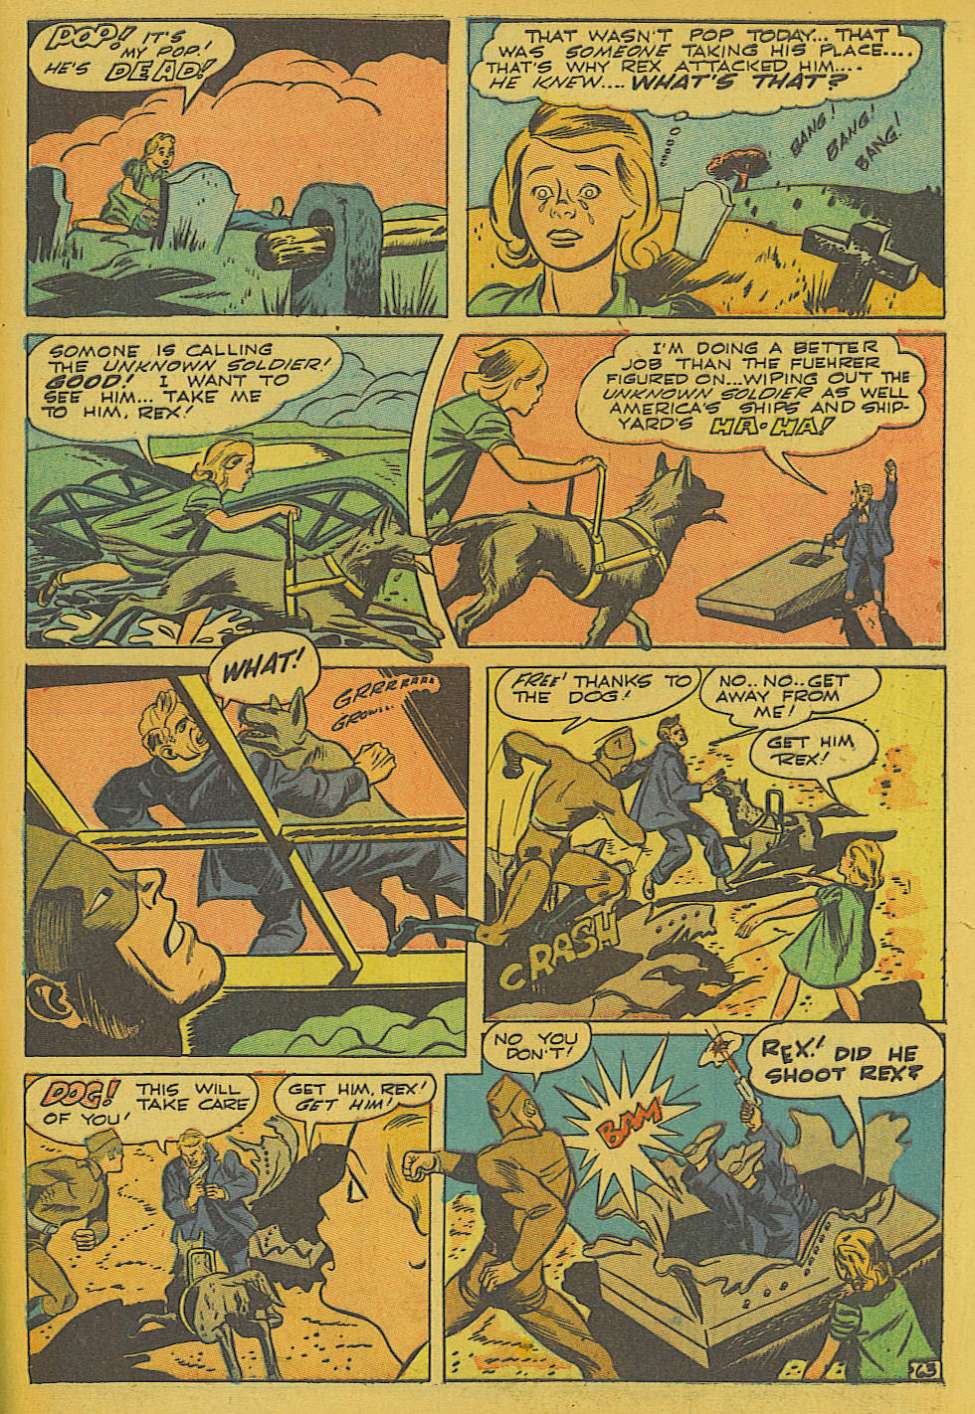 POP! IT'S
MY POP!
HE'S DEAD!
THAT WASN'T POP TODAY... THAT
WAS SOMEONE TAKING HIS PLACE....
THAT'S WHY REX ATTACKED HIM....
HE KNEW.... WHAT'S THAT?
BANG!
BANG!
BANG!
SOMONE IS CALLING
THE UNKNOWN SOLDIER!
GOOD! I WANT TO
SEE HIM... TAKE ME
TO HIM, REX!
I'M DOING A BETTER
JOB THAN THE FUEHRER
FIGURED ON...WIPING OUT THE
UNKNOWN SOLDIER AS WELL
AMERICA'S SHIPS AND SHIP-
YARD'S HA-HA!
WHAT!
GRRRRRRR
GROWLL..
FREE! THANKS TO
THE DOG!
NO..NO..GET
AWAY FROM
ME!
GET HIM,
REX!
CRASH
DOG! THIS WILL
TAKE CARE
OF YOU!
GET HIM, REX!
GET HIM!
NO YOU
DON'T!
BAM
REX! DID HE
SHOOT REX?
63